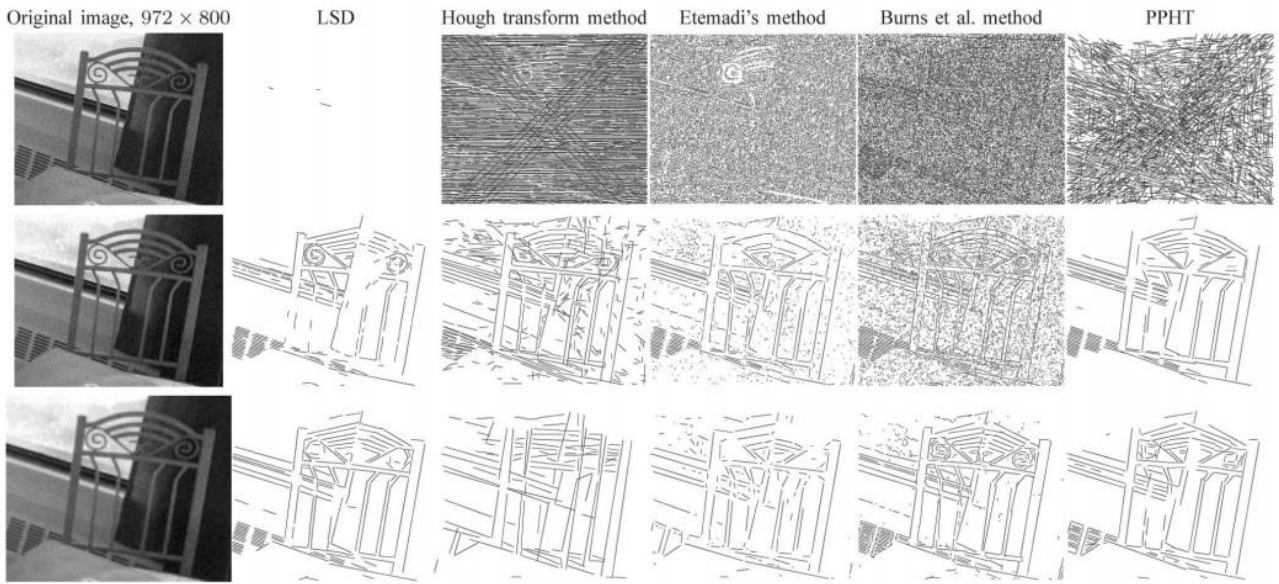 Original image, 972 × 800 LSD Hough transform method Etemadi's method Burns et al. method PPHT